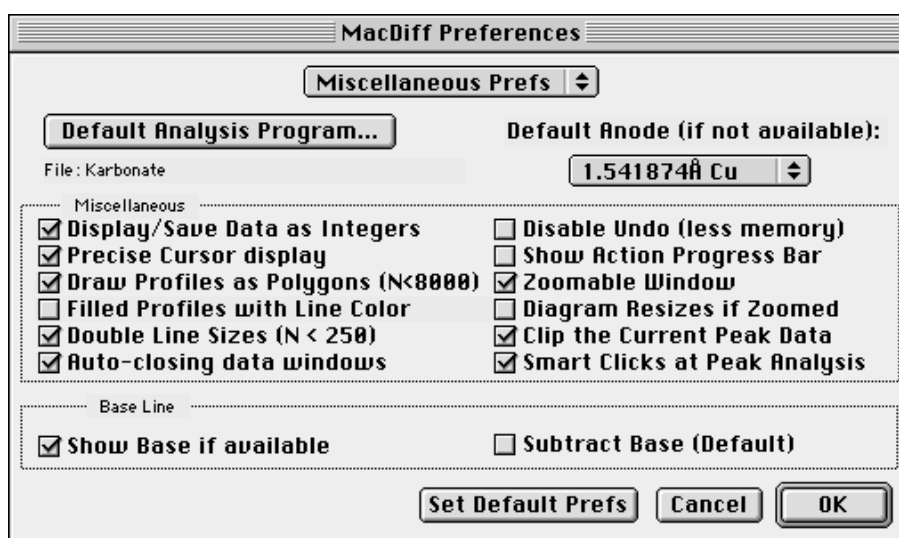 MacDiff Preferences
Miscellaneous Prefs
Default Analysis Program...
Default Anode (if not available):
File: Karbonate
1.541874Å Cu
Miscellaneous
Display/Save Data as Integers
Disable Undo (less memory)
Precise Cursor display
Show Action Progress Bar
Draw Profiles as Polygons (N<8000)
Zoomable Window
Filled Profiles with Line Color
Diagram Resizes if Zoomed
Double Line Sizes (N < 250)
Clip the Current Peak Data
Auto-closing data windows
Smart Clicks at Peak Analysis
Base Line
Show Base if available
Subtract Base (Default)
Set Default Prefs
Cancel
OK